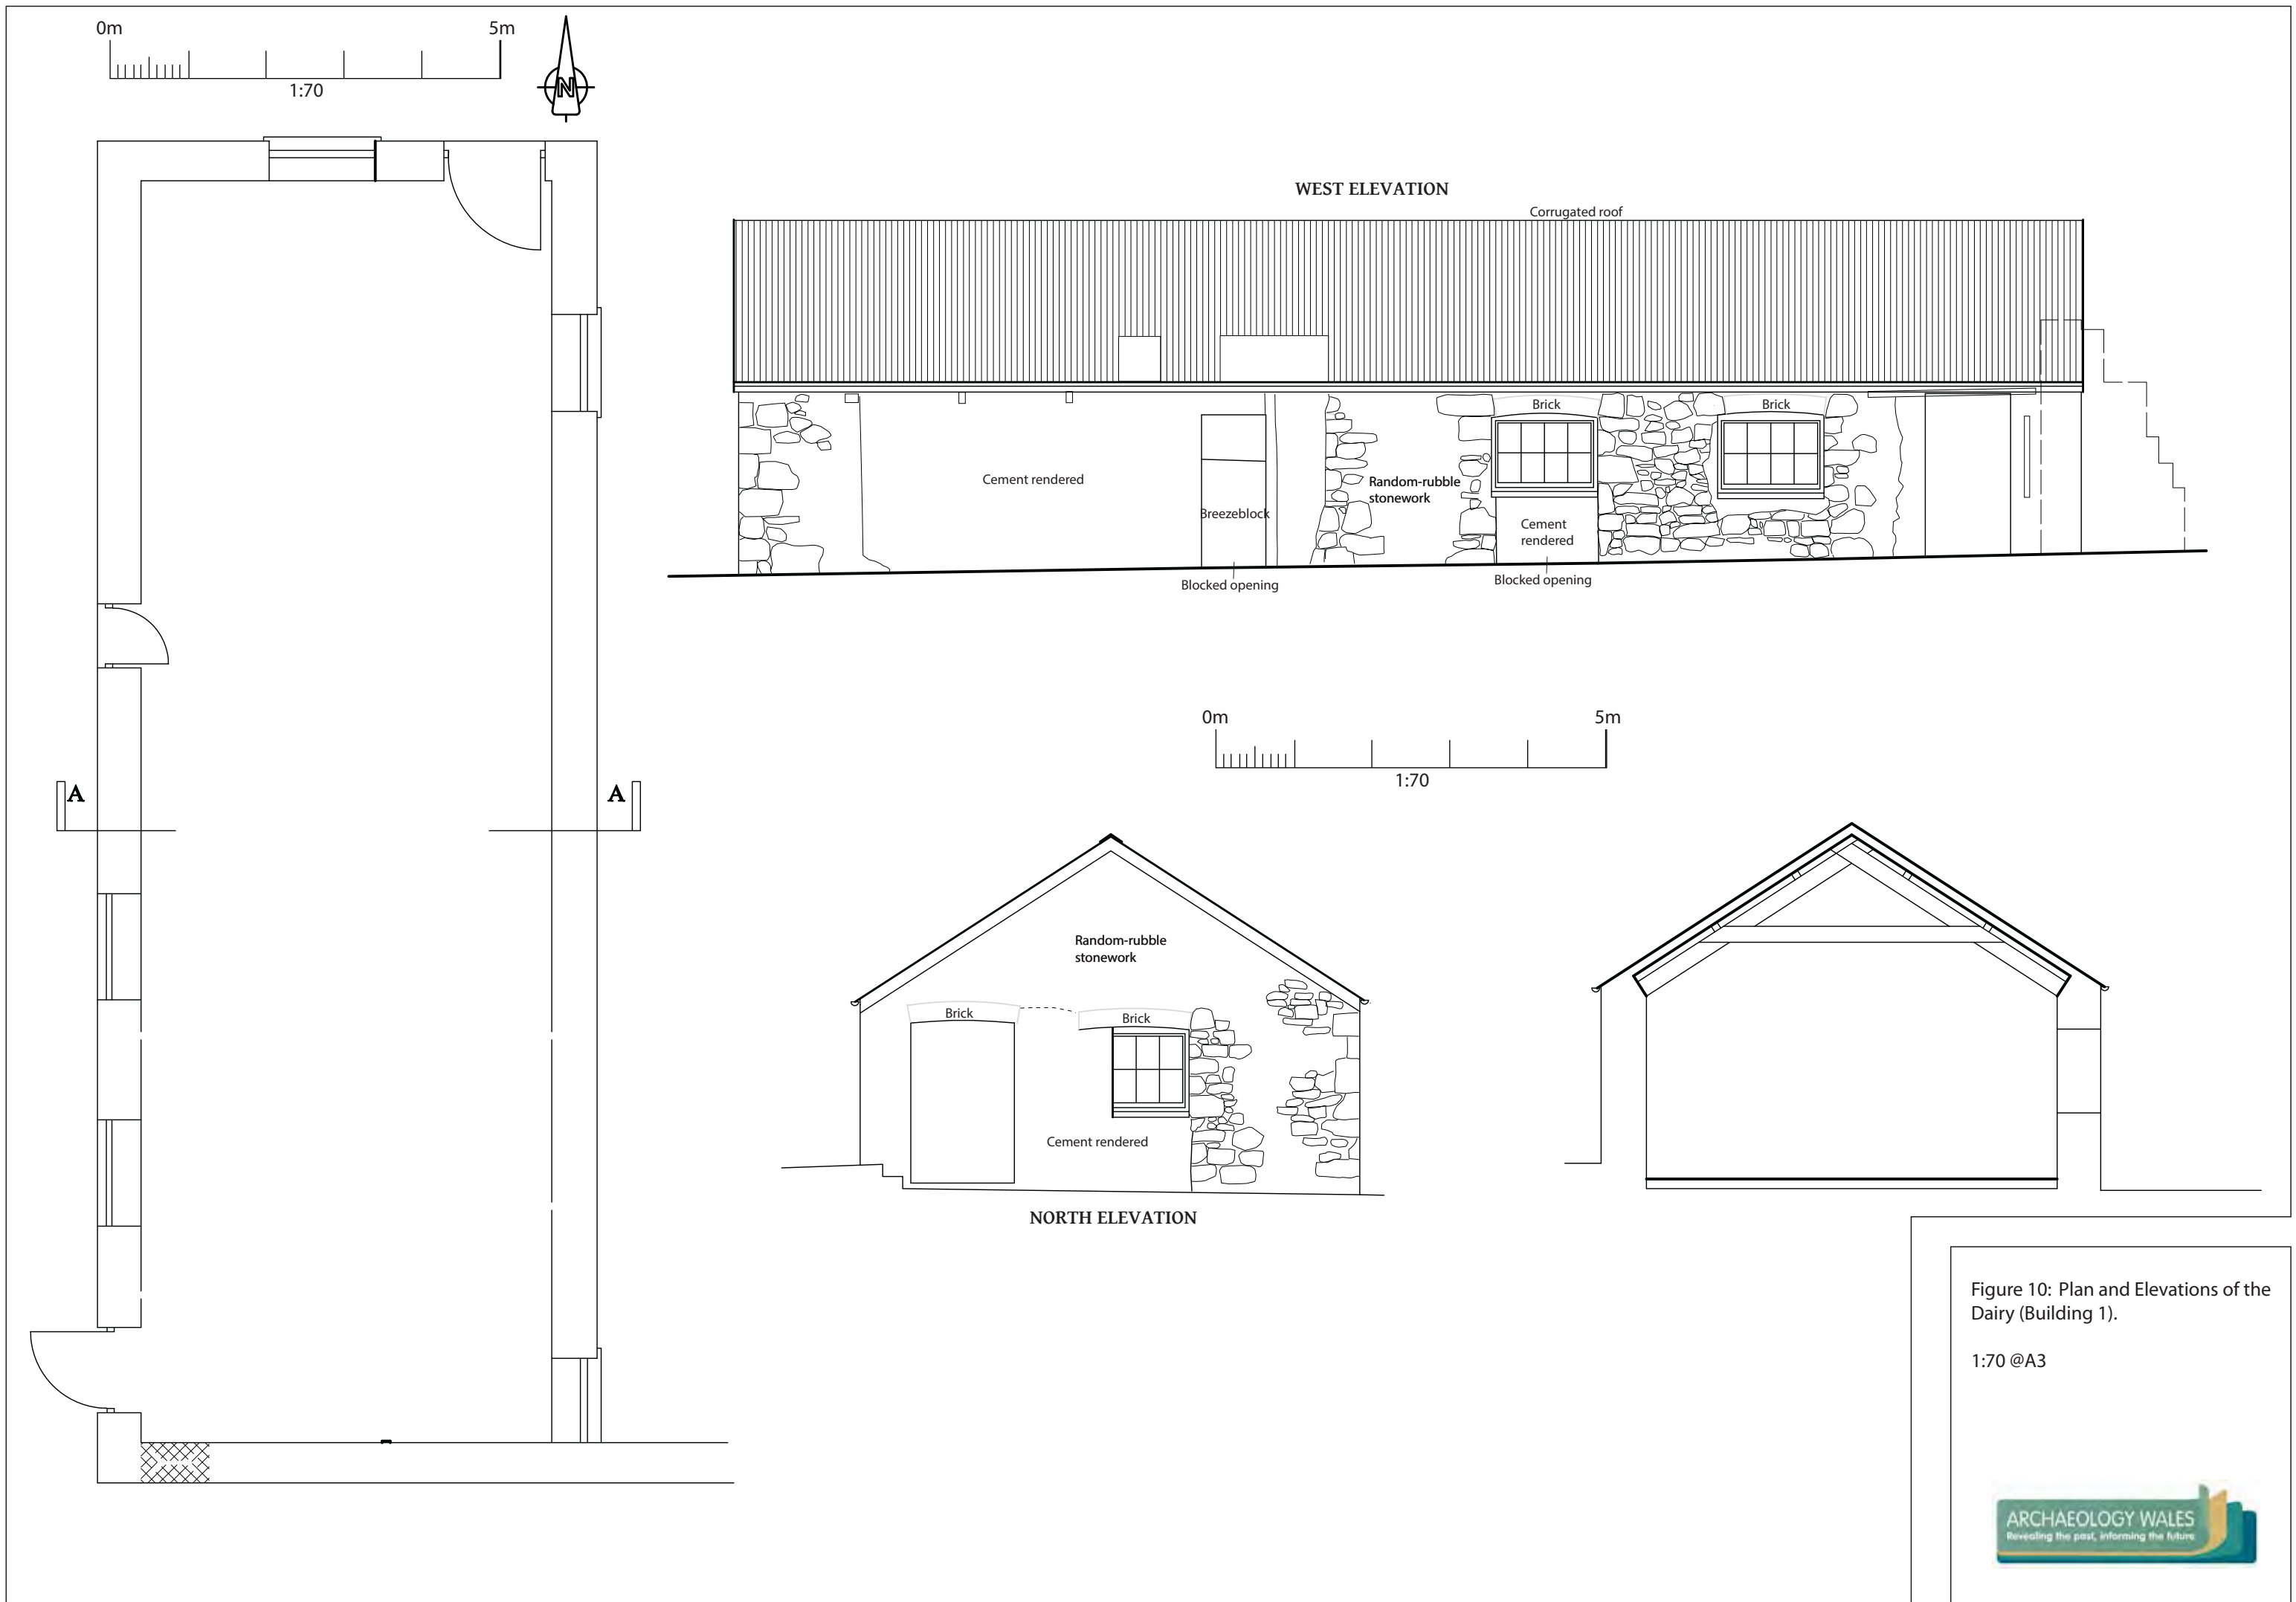 0m 5m
1:70
N
WEST ELEVATION
Corrugated roof
Brick
Brick
Cement rendered
Random-rubble
stonework
Breezeblock
Cement
rendered
Blocked opening
Blocked opening
0m 5m
1:70
A A
Random-rubble
stonework
Brick
Brick
Cement rendered
NORTH ELEVATION
Figure 10: Plan and Elevations of the
Dairy (Building 1).
1:70 @A3
ARCHAEOLOGY WALES
Revealing the past, informing the future